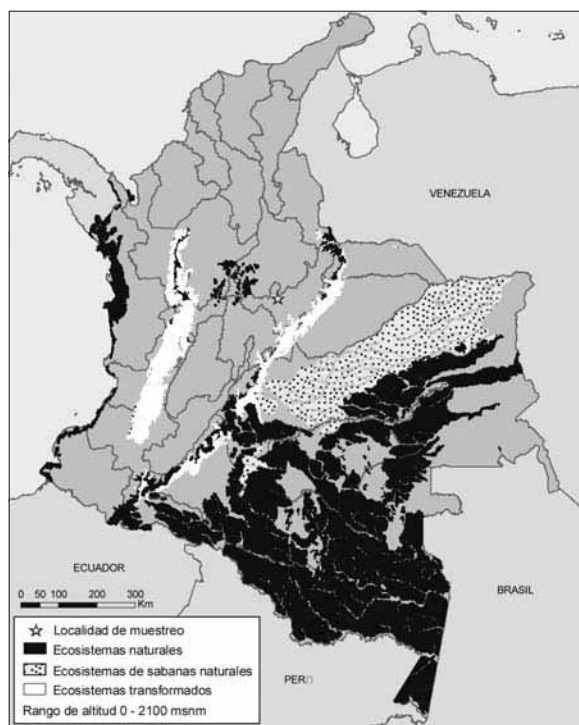 VENEZUELA
ECUADOR
BRASIL
0 50 100 200 300
Km
PERÚ
Localidad de muestreo
Ecosistemas naturales
Ecosistemas de sabanas naturales
Ecosistemas transformados
Rango de altitud 0 - 2100 msnm